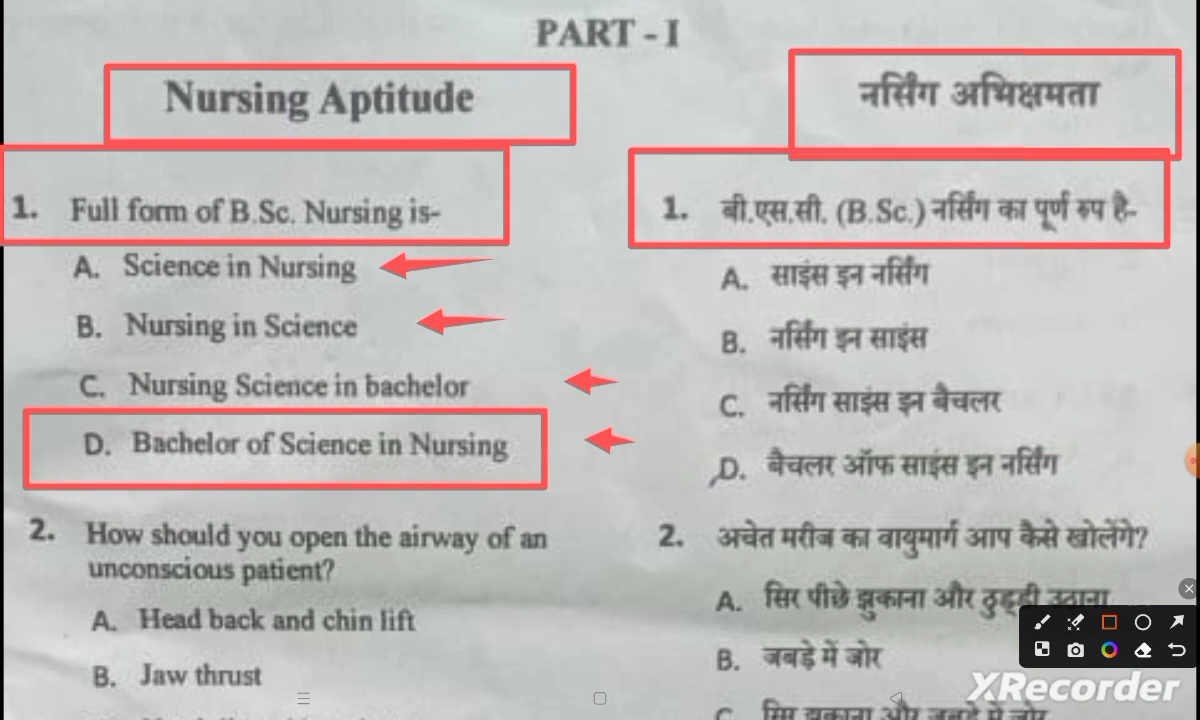 PART - I
Nursing Aptitude
1. Full form of B.Sc. Nursing is-
A. Science in Nursing
B. Nursing in Science
C. Nursing Science in bachelor
D. Bachelor of Science in Nursing
2. How should you open the airway of an
unconscious patient?
A. Head back and chin lift
B. Jaw thrust
नर्सिंग अभिक्षमता
1. बी.एस.सी. (B.Sc.) नर्सिंग का पूर्ण रुप है-
A. साइंस इन नर्सिंग
B. नर्सिंग इन साइंस
C. नर्सिंग साइंस इन बैचलर
D. बैचलर ऑफ साइंस इन नर्सिंग
2. अचेत मरीज का वायुमार्ग आप कैसे खोलेंगे?
A. सिर पीछे झुकाना और ठुड्डी उठाना
B. जबड़े में जोर
C. सिर झुकाना और जबड़े में जोर
XRecorder